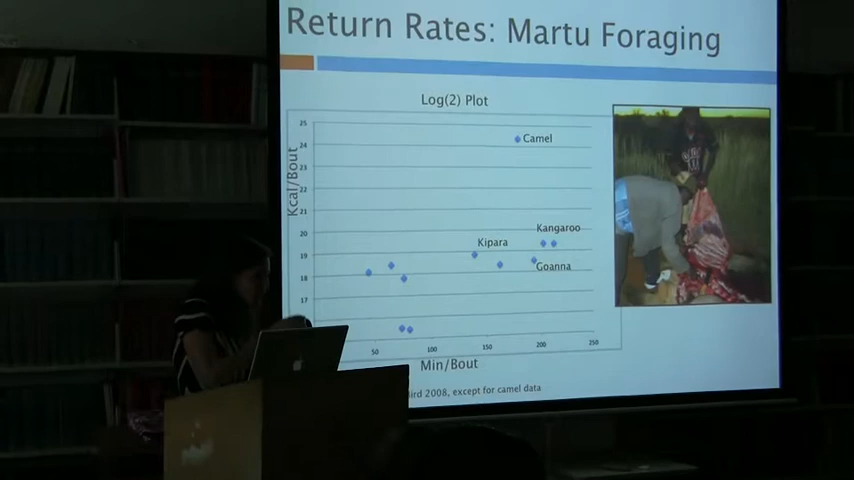 Return Rates: Martu Foraging
Log(2) Plot
Kcal/Bout
25
24
23
22
21
20
19
18
17
Camel
Kangaroo
Kipara
Goanna
50
100
150
200
250
Min/Bout
ird 2008, except for camel data